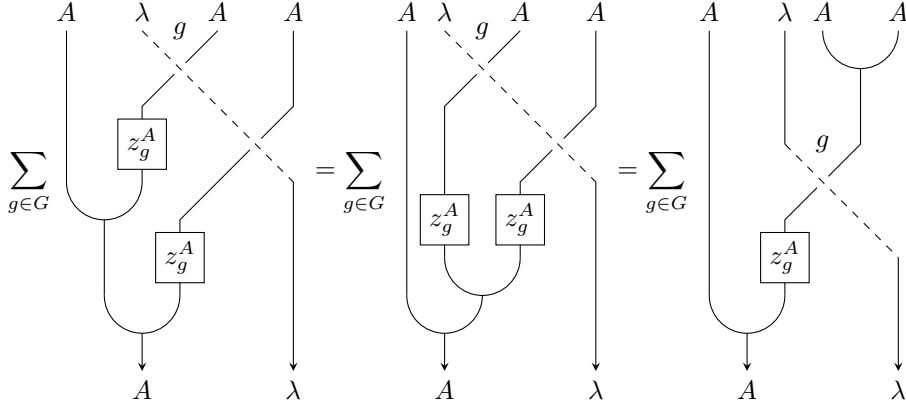 A λ A A A λ A A A λ A A
g g
g
z_g^A
∑_{g∈G} = ∑_{g∈G} = ∑_{g∈G}
z_g^A z_g^A
z_g^A z_g^A
A λ A λ A λ